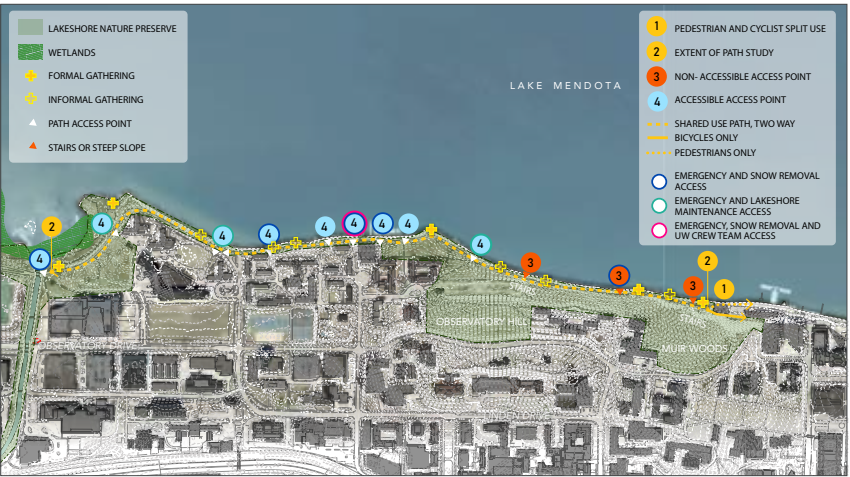 LAKESHORE NATURE PRESERVE
WETLANDS
FORMAL GATHERING
INFORMAL GATHERING
PATH ACCESS POINT
STAIRS OR STEEP SLOPE
LAKE MENDOTA
1 PEDESTRIAN AND CYCLIST SPLIT USE
2 EXTENT OF PATH STUDY
3 NON- ACCESSIBLE ACCESS POINT
4 ACCESSIBLE ACCESS POINT
SHARED USE PATH, TWO WAY
BICYCLES ONLY
PEDESTRIANS ONLY
EMERGENCY AND SNOW REMOVAL
ACCESS
EMERGENCY AND LAKESHORE
MAINTENANCE ACCESS
EMERGENCY, SNOW REMOVAL AND
UW CREW TEAM ACCESS
2
4
4
4
4
4
4
4
4
4
3
3
3
2
1
OBSERVATORY HILL
MUIR WOODS